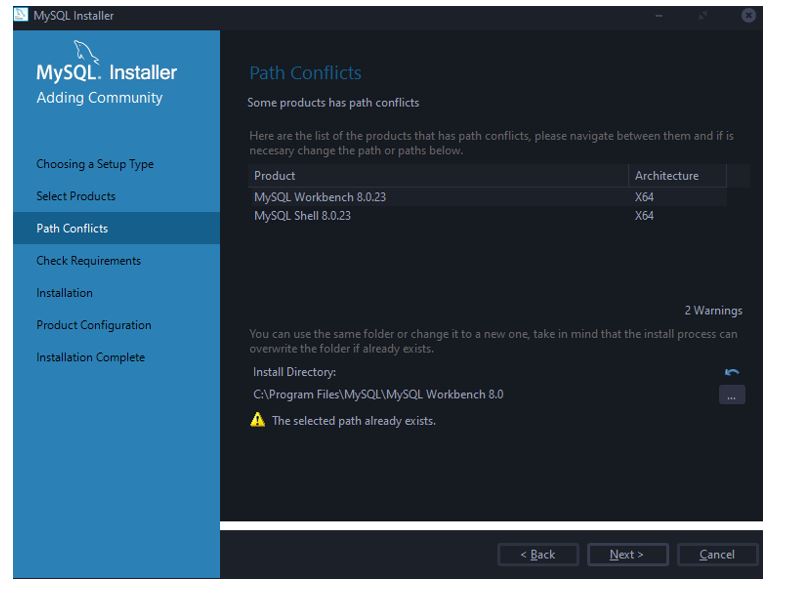 MySQL Installer
MySQL. Installer
Adding Community
Choosing a Setup Type
Select Products
Path Conflicts
Check Requirements
Installation
Product Configuration
Installation Complete
Path Conflicts
Some products has path conflicts
Here are the list of the products that has path conflicts, please navigate between them and if is
necesary change the path or paths below.
Product Architecture
MySQL Workbench 8.0.23 X64
MySQL Shell 8.0.23 X64
2 Warnings
You can use the same folder or change it to a new one, take in mind that the install process can
overwrite the folder if already exists.
Install Directory:
C:\Program Files\MySQL\MySQL Workbench 8.0
...
The selected path already exists.
< Back Next > Cancel